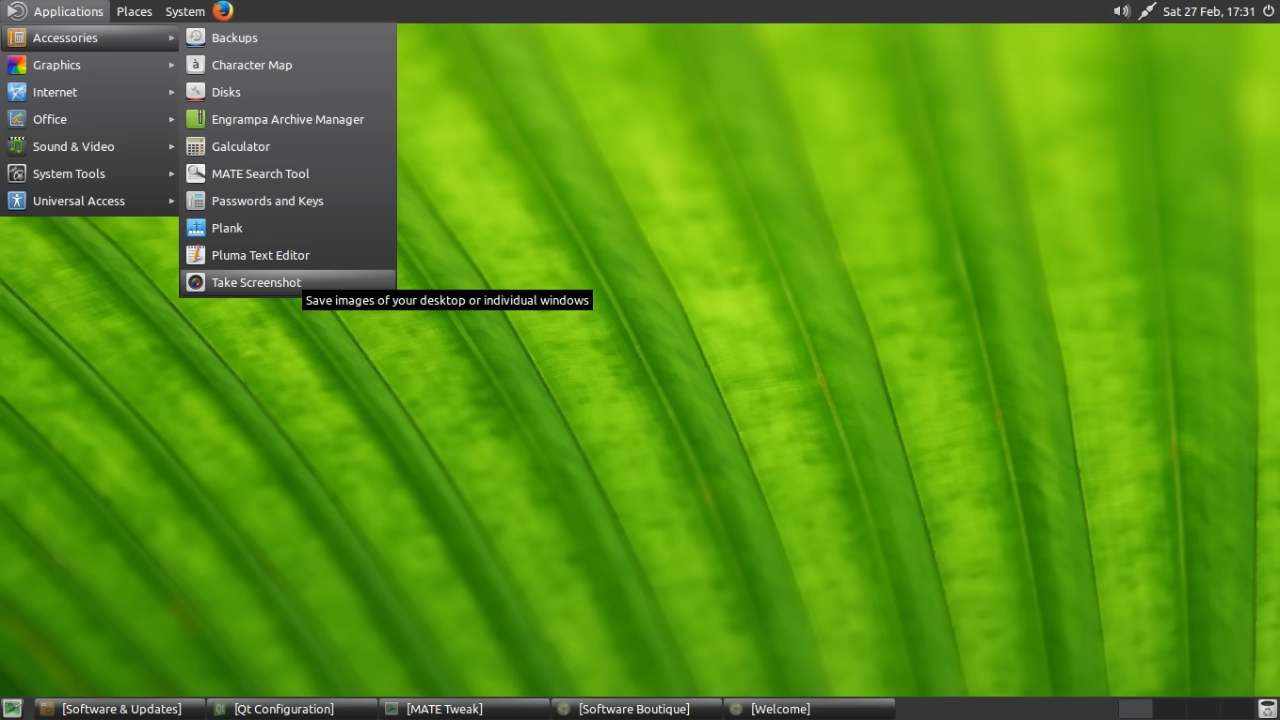 Applications Places System Sat 27 Feb, 17:31
Accessories
Graphics
Internet
Office
Sound & Video
System Tools
Universal Access
Backups
à Character Map
Disks
Engrampa Archive Manager
Galculator
MATE Search Tool
Passwords and Keys
Plank
Pluma Text Editor
Take Screenshot
Save images of your desktop or individual windows
[Software & Updates] [Qt Configuration] [MATE Tweak] [Software Boutique] [Welcome]